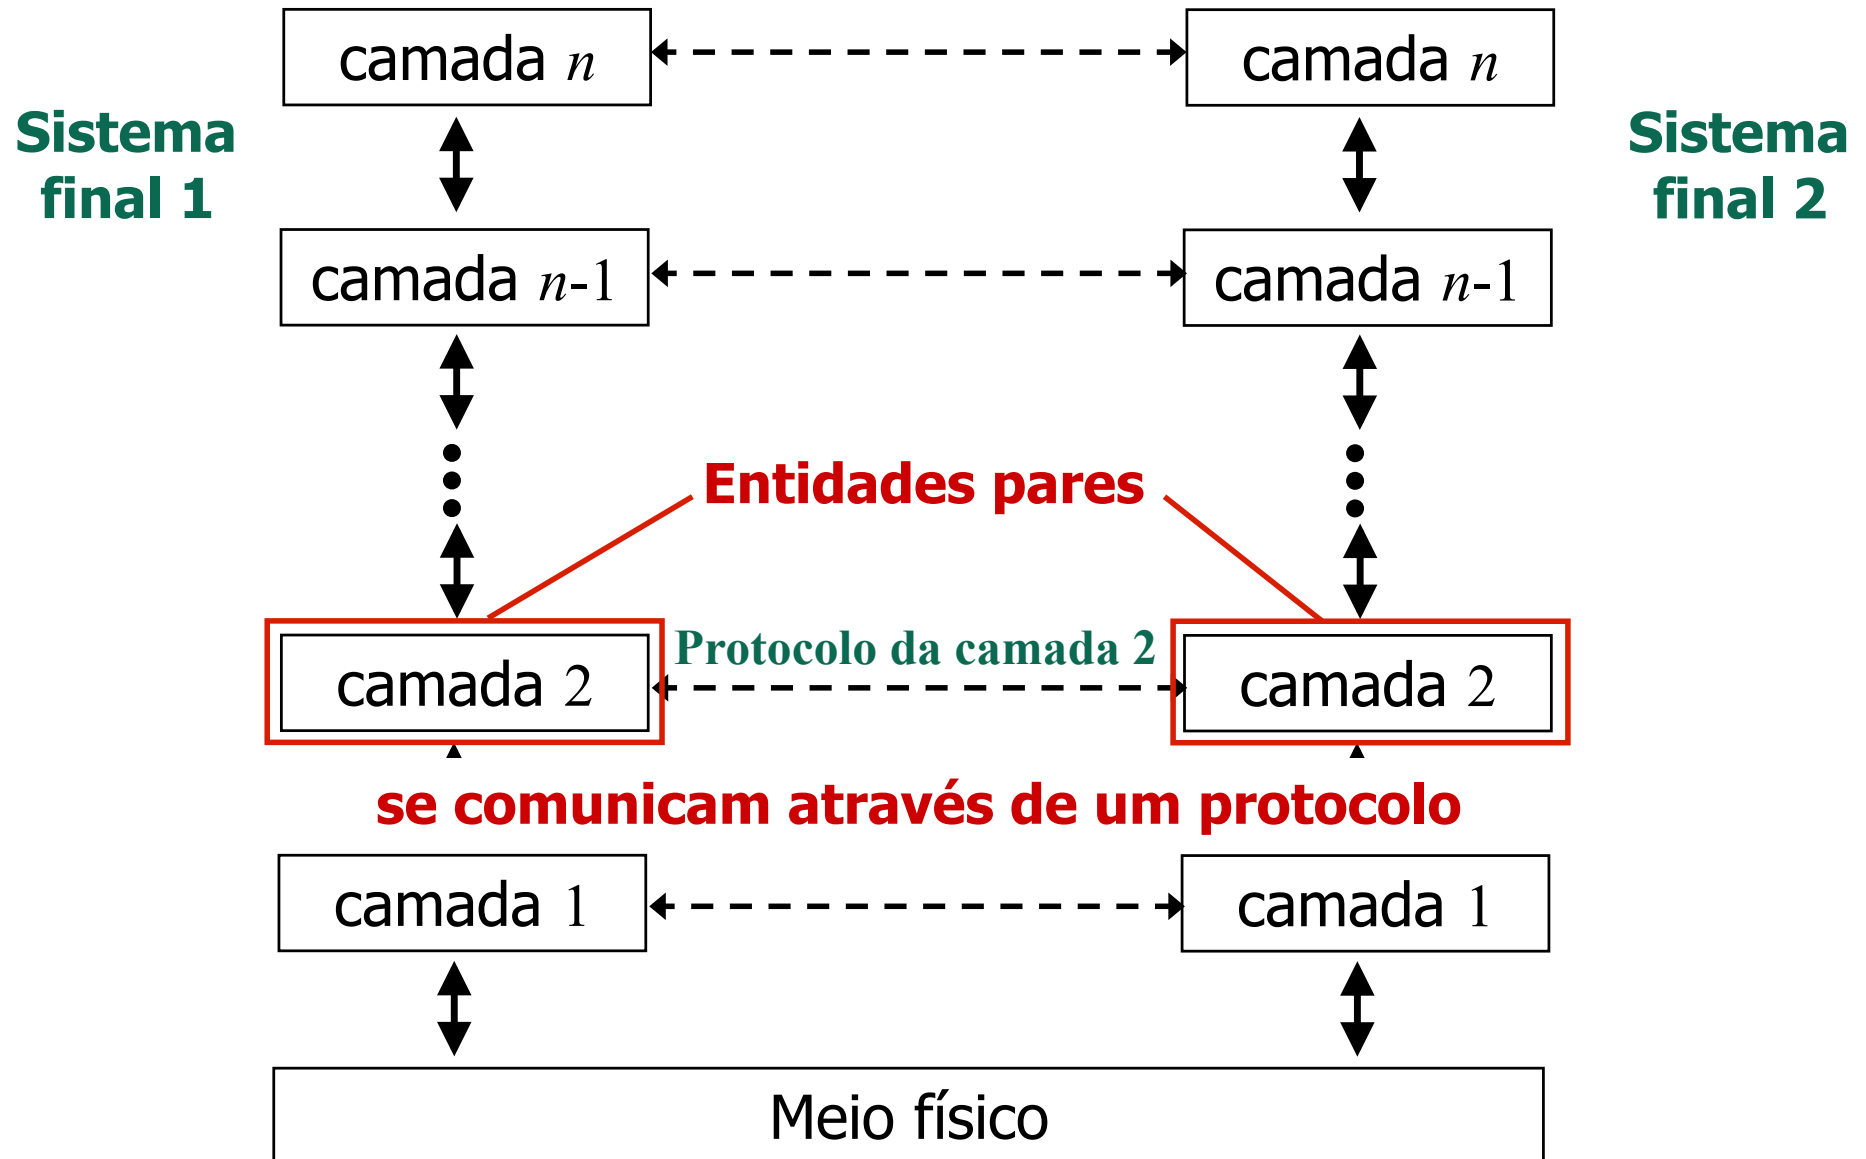 camada n
camada n
Sistema
final 1
Sistema
final 2
camada n-1
camada n-1
Entidades pares
Protocolo da camada 2
camada 2
camada 2
se comunicam através de um protocolo
camada 1
camada 1
Meio físico